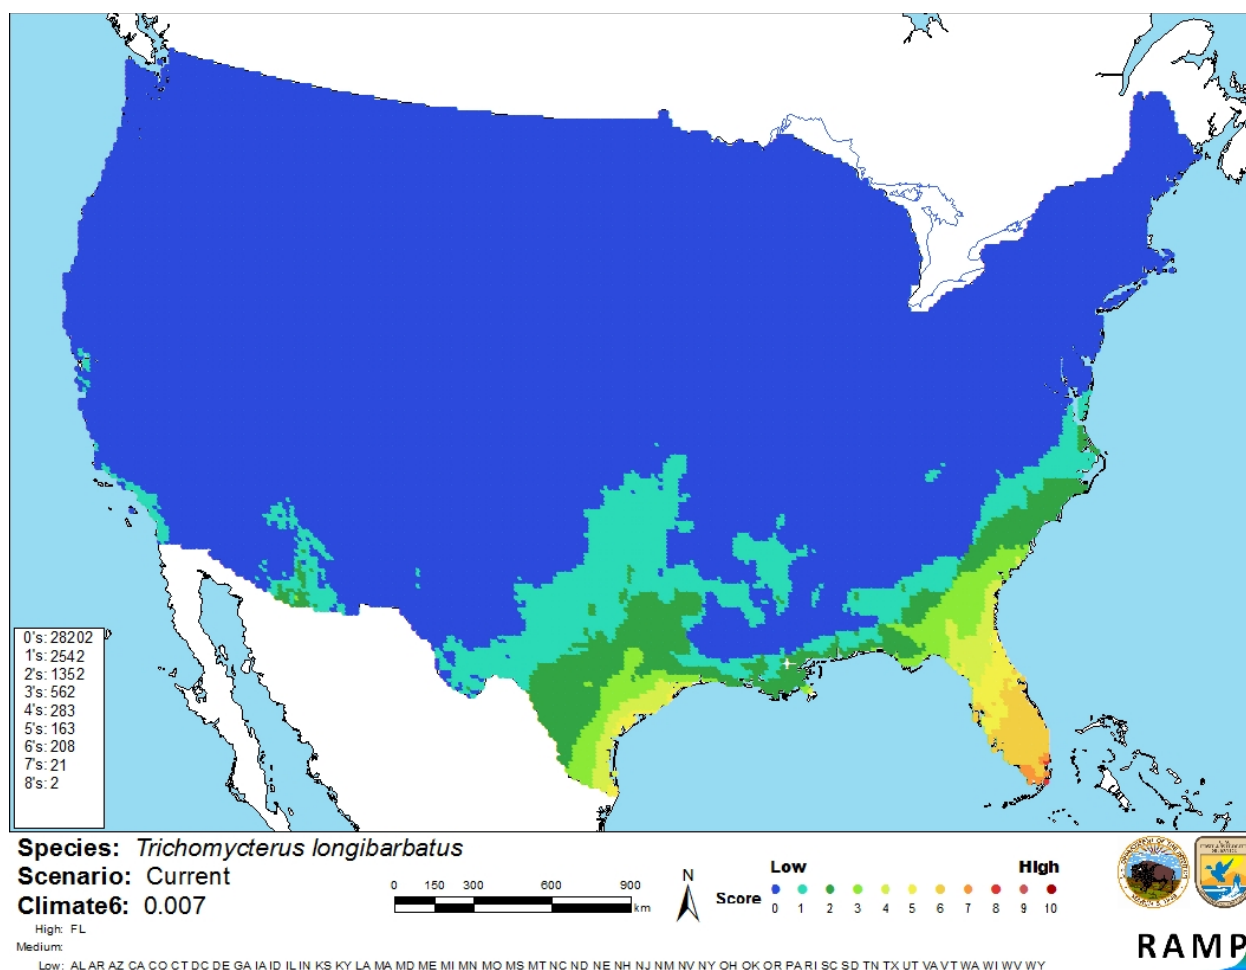 0's: 28202
1's: 2542
2's: 1352
3's: 562
4's: 283
5's: 163
6's: 208
7's: 21
8's: 2
Species: Trichomycterus longibarbatus
Scenario: Current
Climate6: 0.007
High: FL
Medium:
Low: AL AR AZ CA CO CT DC DE GA IA ID IL IN KS KY LA MA MD ME MI MN MO MS MT NC ND NE NH NJ NM NV NY OH OK OR PA RI SC SD TN TX UT VA VT WA WI WV WY
0 150 300 600 900
km
N
Low High
Score
0 1 2 3 4 5 6 7 8 9 10
RAMP